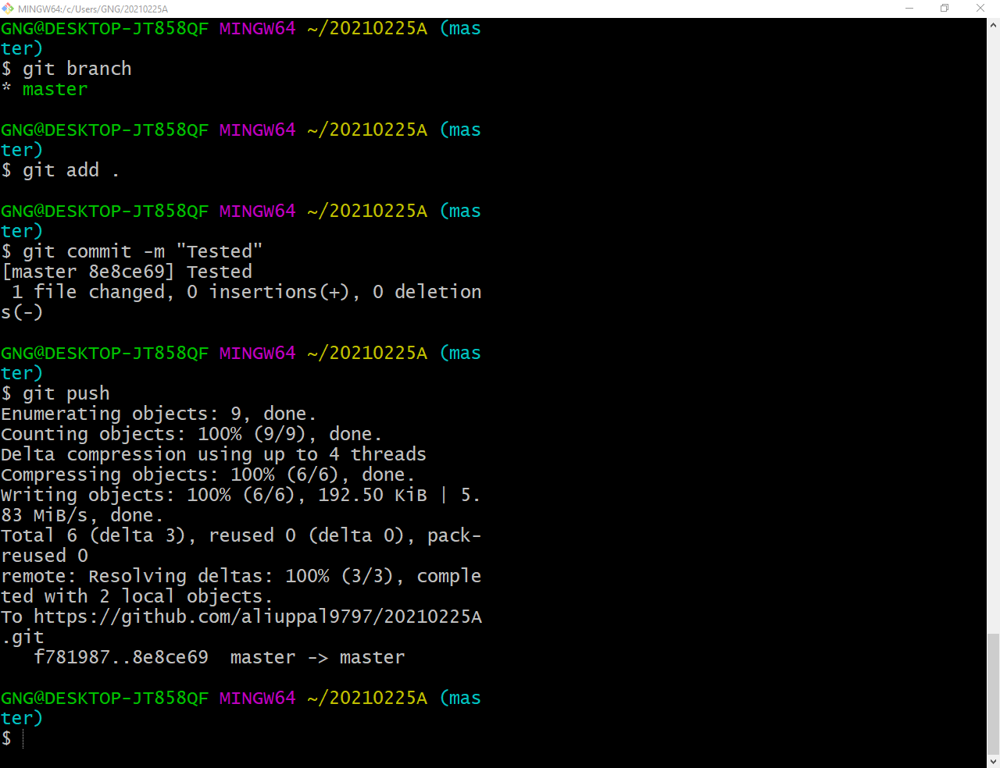 MINGW64:/c/Users/GNG/20210225A
GNG@DESKTOP-JT858QF MINGW64 ~/20210225A (mas
ter)
$ git branch
* master
GNG@DESKTOP-JT858QF MINGW64 ~/20210225A (mas
ter)
$ git add .
GNG@DESKTOP-JT858QF MINGW64 ~/20210225A (mas
ter)
$ git commit -m "Tested"
[master 8e8ce69] Tested
 1 file changed, 0 insertions(+), 0 deletion
s(-)
GNG@DESKTOP-JT858QF MINGW64 ~/20210225A (mas
ter)
$ git push
Enumerating objects: 9, done.
Counting objects: 100% (9/9), done.
Delta compression using up to 4 threads
Compressing objects: 100% (6/6), done.
Writing objects: 100% (6/6), 192.50 KiB | 5.
83 MiB/s, done.
Total 6 (delta 3), reused 0 (delta 0), pack-
reused 0
remote: Resolving deltas: 100% (3/3), comple
ted with 2 local objects.
To https://github.com/aliuppal9797/20210225A
.git
   f781987..8e8ce69  master -> master
GNG@DESKTOP-JT858QF MINGW64 ~/20210225A (mas
ter)
$